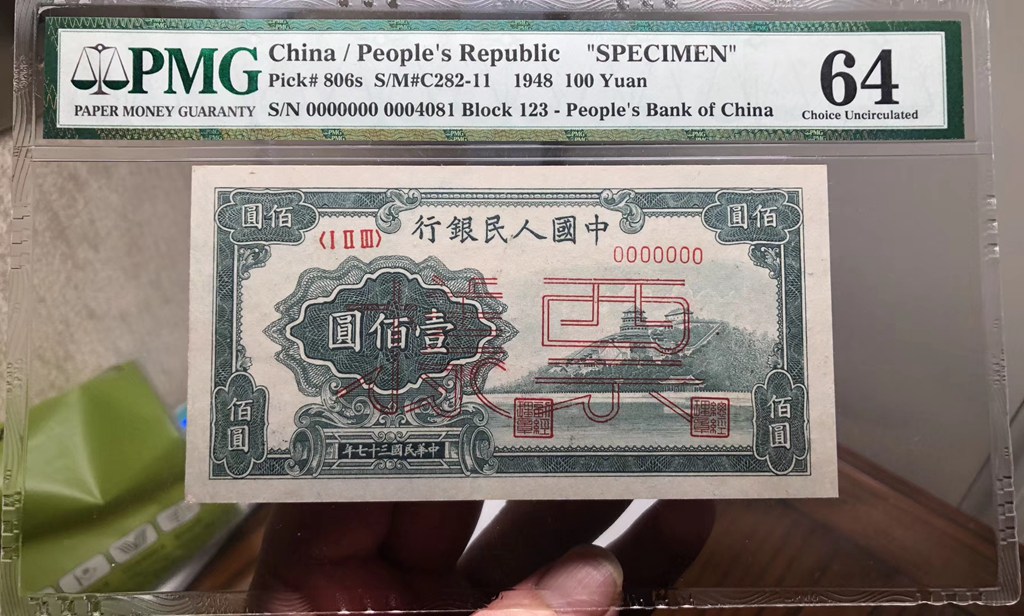 PMG
PAPER MONEY GUARANTY
China / People's Republic "SPECIMEN"
Pick# 806s S/M#C282-11 1948 100 Yuan
S/N 0000000 0004081 Block 123 - People's Bank of China
64
Choice Uncirculated
圓佰
圓佰
行銀民人國中
〈I II III〉
0000000
圓佰壹
票樣
佰圓
佰圓
年七十三國民華中